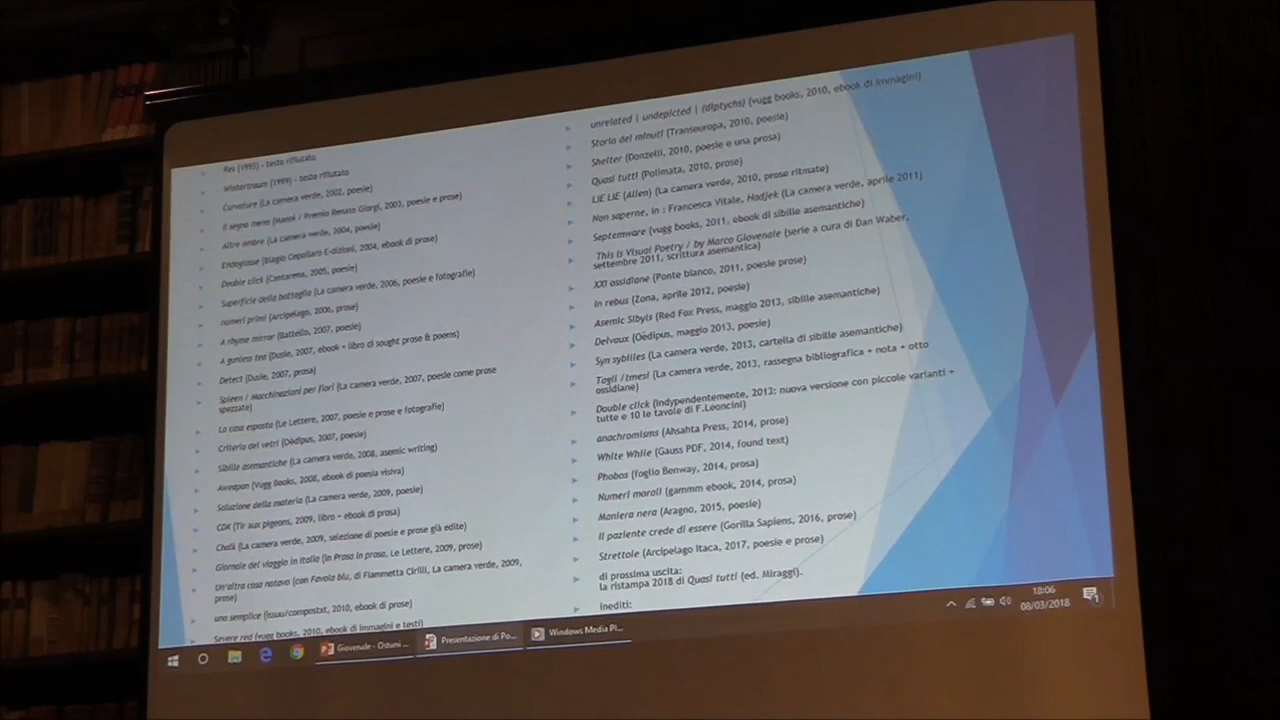 Res (1995) - testo rifiutato
Wintertraum (1999) - testo rifiutato
Curvature (La camera verde, 2002, poesie)
Il segno meno (Manni / Premio Renato Giorgi, 2003, poesie e prose)
Altre ombre (La camera verde, 2004, poesie)
Endoglosse (Biagio Cepollaro E-dizioni, 2004, ebook di prose)
Double click (Cantarena, 2005, poesie)
Superficie della battaglia (La camera verde, 2006, poesie e fotografie)
numeri primi (Arcipelago, 2006, prose)
A rhyme mirror (Battello, 2007, poesie)
A gunless tea (Dusie, 2007, ebook + libro di sought prose & poems)
Detect (Dusie, 2007, prosa)
Spleen / Macchinazioni per fiori (La camera verde, 2007, poesie come prose
spezzate)
La casa esposta (Le Lettere, 2007, poesie e prose e fotografie)
Criterio dei vetri (Oèdipus, 2007, poesie)
Sibille asemantiche (La camera verde, 2008, asemic writing)
Aweapon (Vugg Books, 2008, ebook di poesia visiva)
Soluzione della materia (La camera verde, 2009, poesie)
CDK (Tir aux pigeons, 2009, libro + ebook di prosa)
Chalk (La camera verde, 2009, selezione di poesie e prose già edite)
Giornale del viaggio in Italia (in Prosa in prosa, Le Lettere, 2009, prose)
Un'altra casa notava (con Favola blu, di Fiammetta Cirilli, La camera verde, 2009,
prose)
una semplice (issuu/compostxt, 2010, ebook di prose)
Severe red (vugg books, 2010, ebook di immagini e testi)
unrelated | undepicted | (diptychs) (vugg books, 2010, ebook di immagini)
Storia dei minuti (Transeuropa, 2010, poesie)
Shelter (Donzelli, 2010, poesie e una prosa)
Quasi tutti (Polimata, 2010, prose)
LIE LIE (Allen) (La camera verde, 2010, prose ritmate)
Non saperne, in : Francesca Vitale, Hadjek (La camera verde, aprile 2011)
Septemware (vugg books, 2011, ebook di sibille asemantiche)
This is Visual Poetry / by Marco Giovenale (serie a cura di Dan Waber,
settembre 2011, scrittura asemantica)
XXI ossidiane (Ponte bianco, 2011, poesie prose)
In rebus (Zona, aprile 2012, poesie)
Asemic Sibyls (Red Fox Press, maggio 2013, sibille asemantiche)
Delvaux (Oèdipus, maggio 2013, poesie)
Syn sybilles (La camera verde, 2013, cartella di sibille asemantiche)
Tagli /tmesi (La camera verde, 2013, rassegna bibliografica + nota + otto
ossidiane)
Double click (Indypendentemente, 2013: nuova versione con piccole varianti +
tutte e 10 le tavole di F.Leoncini)
anachromisms (Ahsahta Press, 2014, prose)
White While (Gauss PDF, 2014, found text)
Phobos (foglio Benway, 2014, prosa)
Numeri morali (gammm ebook, 2014, prosa)
Maniera nera (Aragno, 2015, poesie)
Il paziente crede di essere (Gorilla Sapiens, 2016, prose)
Strettoie (Arcipelago Itaca, 2017, poesie e prose)
di prossima uscita:
la ristampa 2018 di Quasi tutti (ed. Miraggi).
inediti:
Giovenale - Ostuni ...
Presentazione di Po...
Windows Media Pl...
18:06
08/03/2018
1